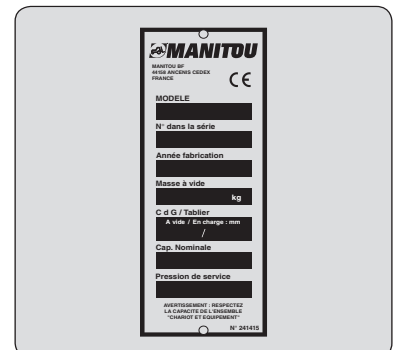 MANITOU
MANITOU BF
44158 ANCENIS CEDEX
FRANCE
CE
MODELE
N° dans la série
Année fabrication
Masse à vide
kg
C d G / Tablier
A vide / En charge : mm
/
Cap. Nominale
Pression de service
AVERTISSEMENT : RESPECTEZ
LA CAPACITE DE L'ENSEMBLE
"CHARIOT ET EQUIPEMENT"
N° 241415